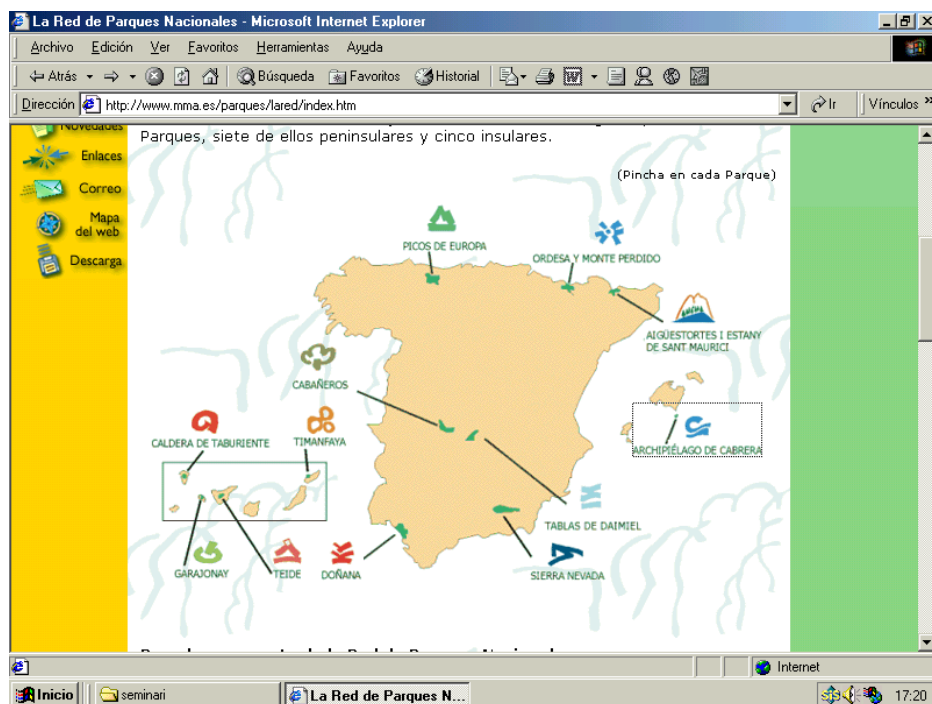 La Red de Parques Nacionales - Microsoft Internet Explorer
Archivo Edición Ver Favoritos Herramientas Ayuda
Atrás Búsqueda Favoritos Historial
Dirección http://www.mma.es/parques/lared/index.htm Ir Vínculos »
Novedades
Parques, siete de ellos peninsulares y cinco insulares.
Enlaces
(Pincha en cada Parque)
Correo
Mapa
del web
Descarga
PICOS DE EUROPA
ORDESA Y MONTE PERDIDO
AIGÜESTORTES I ESTANY
DE SANT MAURICI
CABAÑEROS
CALDERA DE TABURIENTE
TIMANFAYA
ARCHIPIÉLAGO DE CABRERA
TABLAS DE DAIMIEL
GARAJONAY
TEIDE
DOÑANA
SIERRA NEVADA
Internet
Inicio seminari La Red de Parques N... 17:20